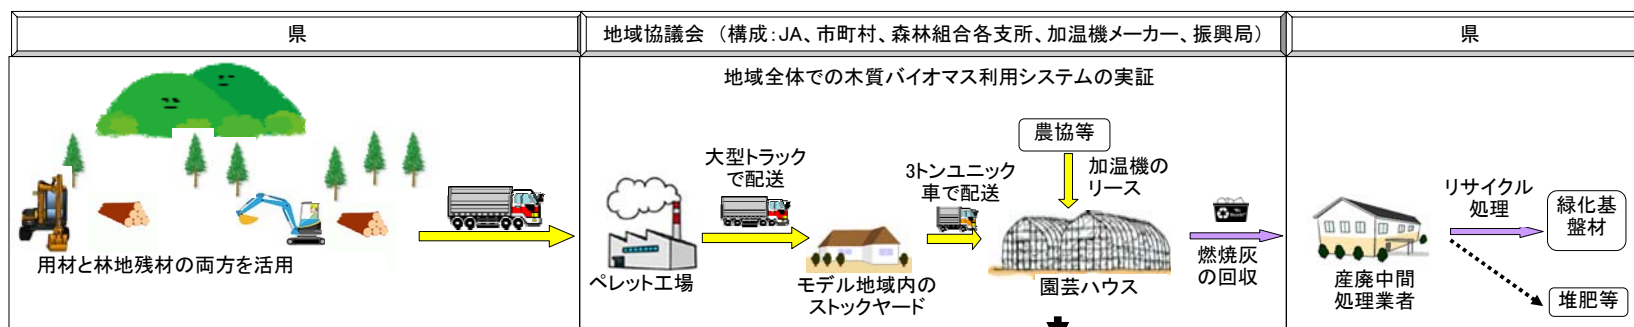 県
地域協議会 （構成：JA、市町村、森林組合各支所、加温機メーカー、振興局）
県
地域全体での木質バイオマス利用システムの実証
用材と林地残材の両方を活用
ペレット工場
大型トラック
で配送
モデル地域内の
ストックヤード
3トンユニック
車で配送
農協等
加温機の
リース
園芸ハウス
燃焼灰
の回収
産廃中間
処理業者
リサイクル
処理
緑化基
盤材
堆肥等